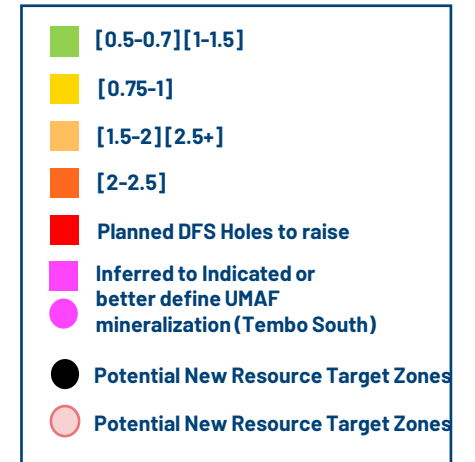 [0.5-0.7][1-1.5]
[0.75-1]
[1.5-2][2.5+]
[2-2.5]
Planned DFS Holes to raise
Inferred to Indicated or
better define UMAF
mineralization (Tembo South)
Potential New Resource Target Zones
Potential New Resource Target Zones